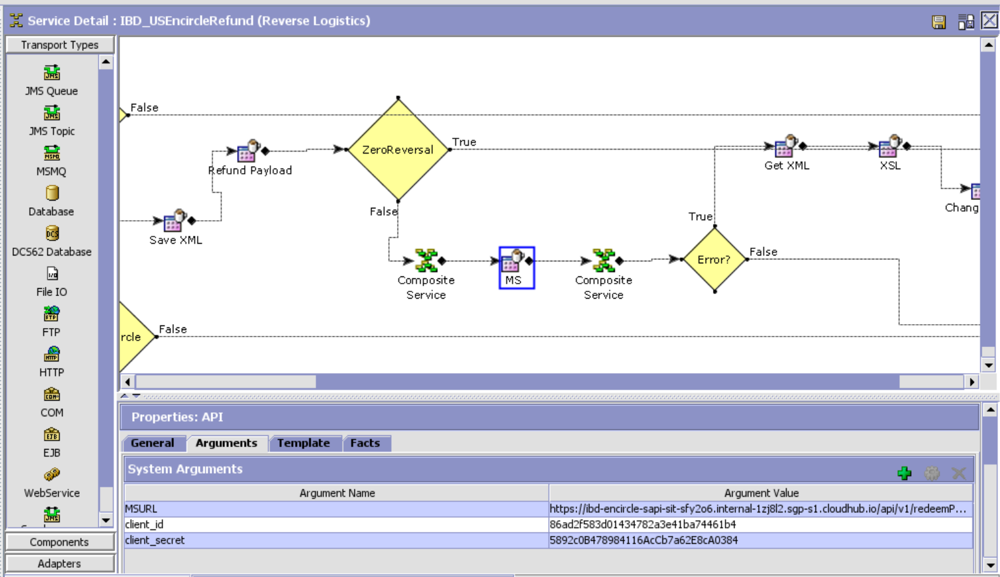 Service Detail : IBD_USEncircleRefund (Reverse Logistics)
Transport Types
JMS Queue
JMS Topic
MSMQ
Database
DCS62 Database
File IO
FTP
HTTP
COM
EJB
WebService
Components
Adapters
False
Refund Payload
ZeroReversal
True
False
Save XML
Composite
Service
MS
Composite
Service
Error?
True
False
Get XML
XSL
Chang
rcle
False
Properties: API
General Arguments Template Facts
System Arguments
Argument Name Argument Value
MSURL https://ibd-encircle-sapi-sit-sfy2o6.internal-1zj8l2.sgp-s1.cloudhub.io/api/v1/redeemP...
client_id 86ad2f583d01434782a3e41ba74461b4
client_secret 5892c0B478984116AcCb7a62E8cA0384